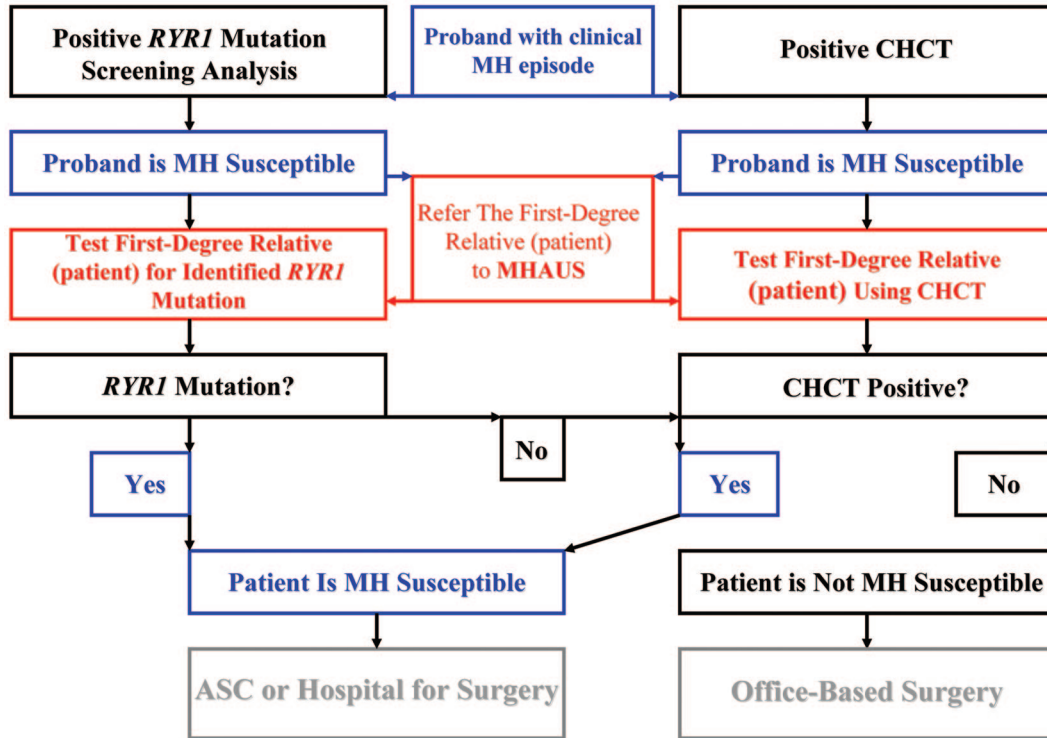 Positive RYR1 Mutation
Screening Analysis
Proband with clinical
MH episode
Positive CHCT
Proband is MH Susceptible
Proband is MH Susceptible
Refer The First-Degree
Relative (patient)
to MHAUS
Test First-Degree Relative
(patient) for Identified RYR1
Mutation
Test First-Degree Relative
(patient) Using CHCT
RYR1 Mutation?
CHCT Positive?
No
Yes
Yes
No
Patient Is MH Susceptible
Patient is Not MH Susceptible
ASC or Hospital for Surgery
Office-Based Surgery